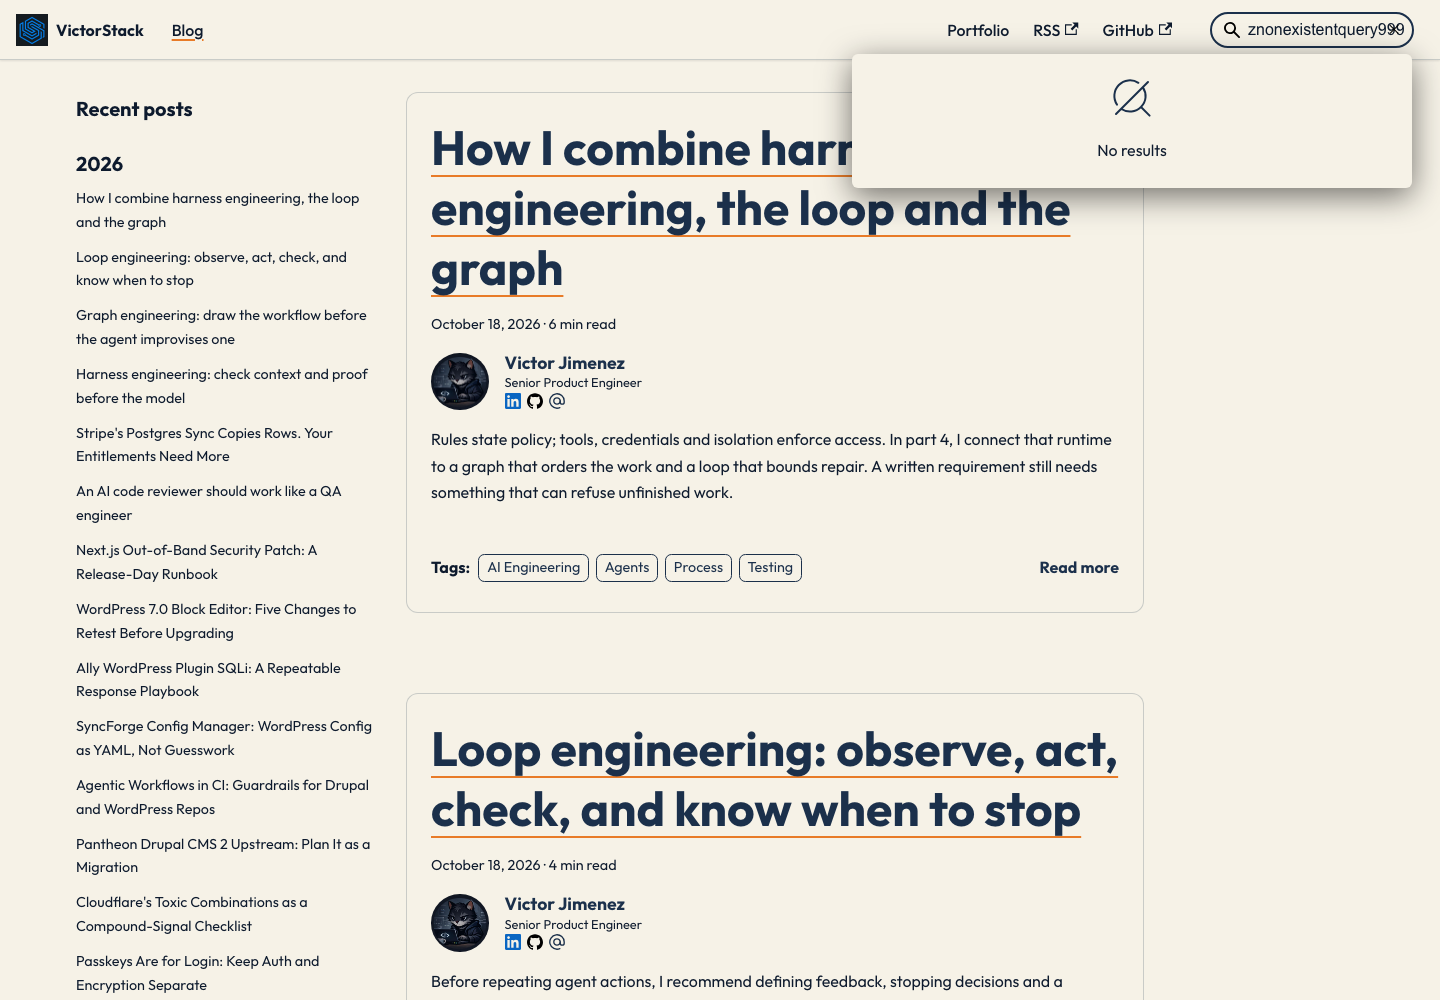 VictorStack
Blog
Portfolio
RSS
GitHub
znonexistentquery999
No results
Recent posts
2026
How I combine harness engineering, the loop
and the graph
Loop engineering: observe, act, check, and
know when to stop
Graph engineering: draw the workflow before
the agent improvises one
Harness engineering: check context and proof
before the model
Stripe's Postgres Sync Copies Rows. Your
Entitlements Need More
An AI code reviewer should work like a QA
engineer
Next.js Out-of-Band Security Patch: A
Release-Day Runbook
WordPress 7.0 Block Editor: Five Changes to
Retest Before Upgrading
Ally WordPress Plugin SQLi: A Repeatable
Response Playbook
SyncForge Config Manager: WordPress Config
as YAML, Not Guesswork
Agentic Workflows in CI: Guardrails for Drupal
and WordPress Repos
Pantheon Drupal CMS 2 Upstream: Plan It as a
Migration
Cloudflare's Toxic Combinations as a
Compound-Signal Checklist
Passkeys Are for Login: Keep Auth and
Encryption Separate
How I combine
engineering, the loop and the
graph
October 18, 2026 · 6 min read
Victor Jimenez
Senior Product Engineer
Rules state policy; tools, credentials and isolation enforce access. In part 4, I connect that runtime
to a graph that orders the work and a loop that bounds repair. A written requirement still needs
something that can refuse unfinished work.
Tags:
AI Engineering
Agents
Process
Testing
Read more
Loop engineering: observe, act,
check, and know when to stop
October 18, 2026 · 4 min read
Victor Jimenez
Senior Product Engineer
Before repeating agent actions, I recommend defining feedback, stopping decisions and a